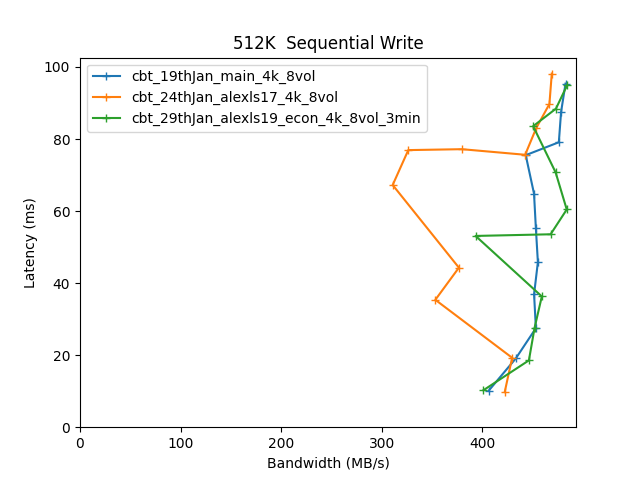 512K  Sequential Write
cbt_19thJan_main_4k_8vol
cbt_24thJan_alexls17_4k_8vol
cbt_29thJan_alexls19_econ_4k_8vol_3min
100
80
60
40
20
0
Latency (ms)
0 100 200 300 400
Bandwidth (MB/s)